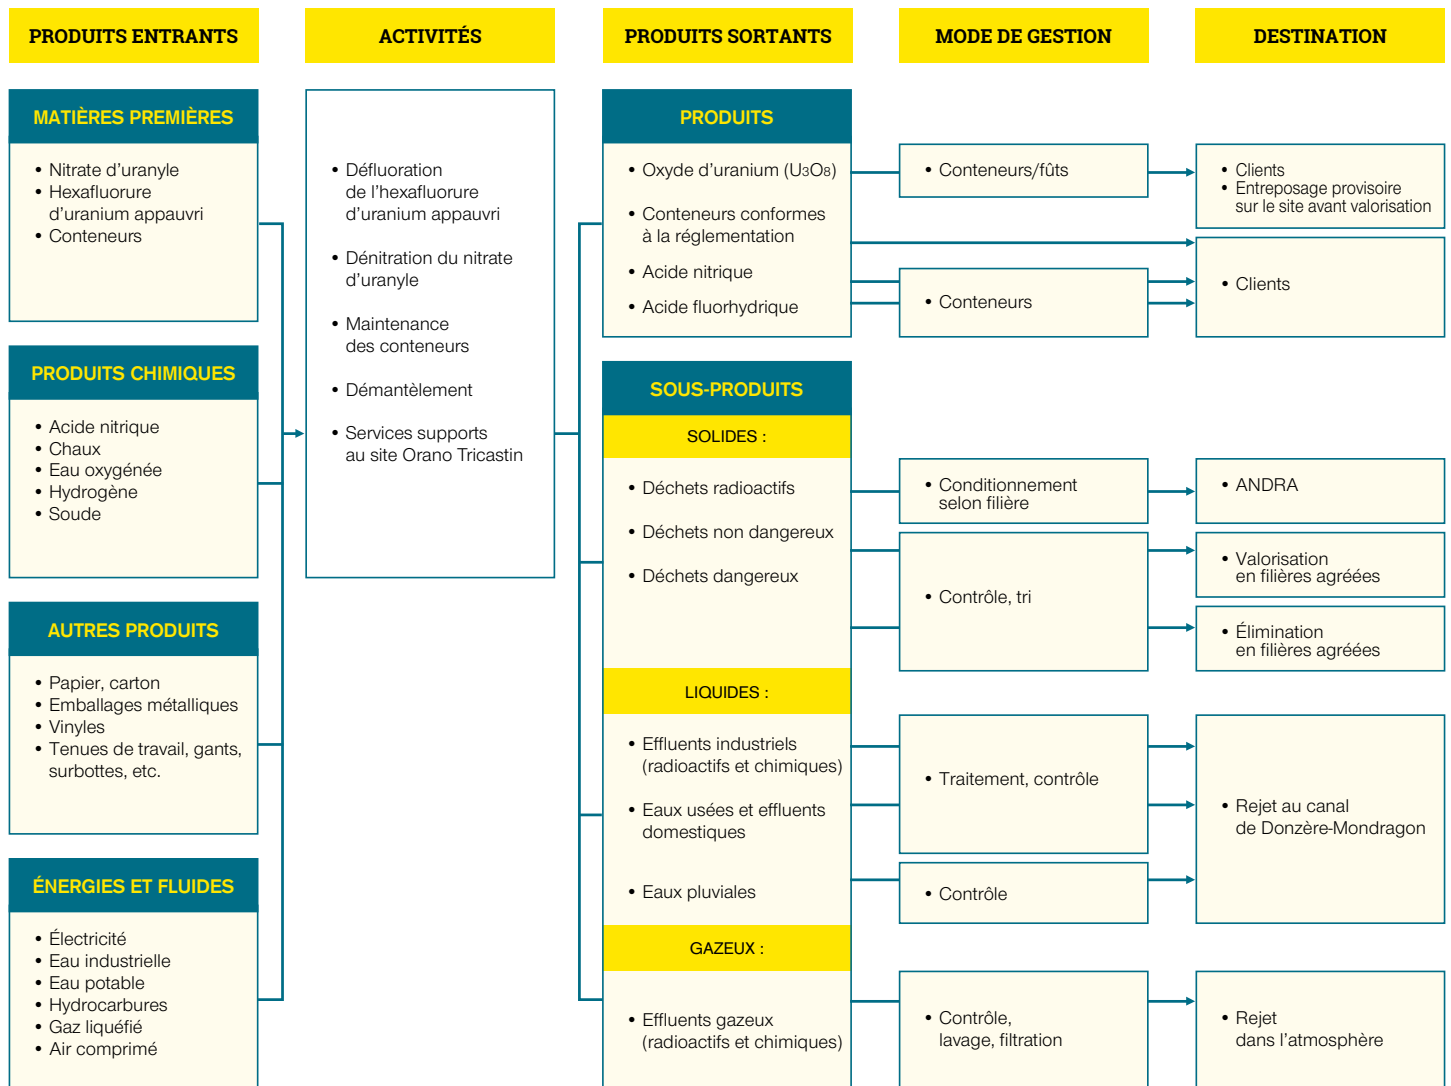 PRODUITS ENTRANTS
ACTIVITÉS
PRODUITS SORTANTS
MODE DE GESTION
DESTINATION
MATIÈRES PREMIÈRES
• Nitrate d'uranyle
• Hexafluorure
d'uranium appauvri
• Conteneurs
PRODUITS CHIMIQUES
• Acide nitrique
• Chaux
• Eau oxygénée
• Hydrogène
• Soude
AUTRES PRODUITS
• Papier, carton
• Emballages métalliques
• Vinyles
• Tenues de travail, gants,
surbottes, etc.
ÉNERGIES ET FLUIDES
• Électricité
• Eau industrielle
• Eau potable
• Hydrocarbures
• Gaz liquéfié
• Air comprimé
• Défluoration
de l'hexafluorure
d'uranium appauvri
• Dénitration du nitrate
d'uranyle
• Maintenance
des conteneurs
• Démantèlement
• Services supports
au site Orano Tricastin
PRODUITS
• Oxyde d'uranium (U3O8)
• Conteneurs conformes
à la réglementation
• Acide nitrique
• Acide fluorhydrique
SOUS-PRODUITS
SOLIDES :
• Déchets radioactifs
• Déchets non dangereux
• Déchets dangereux
LIQUIDES :
• Effluents industriels
(radioactifs et chimiques)
• Eaux usées et effluents
domestiques
• Eaux pluviales
GAZEUX :
• Effluents gazeux
(radioactifs et chimiques)
• Conteneurs/fûts
• Conteneurs
• Conditionnement
selon filière
• Contrôle, tri
• Traitement, contrôle
• Contrôle
• Contrôle,
lavage, filtration
• Clients
• Entreposage provisoire
sur le site avant valorisation
• Clients
• ANDRA
• Valorisation
en filières agréées
• Élimination
en filières agréées
• Rejet au canal
de Donzère-Mondragon
• Rejet
dans l'atmosphère